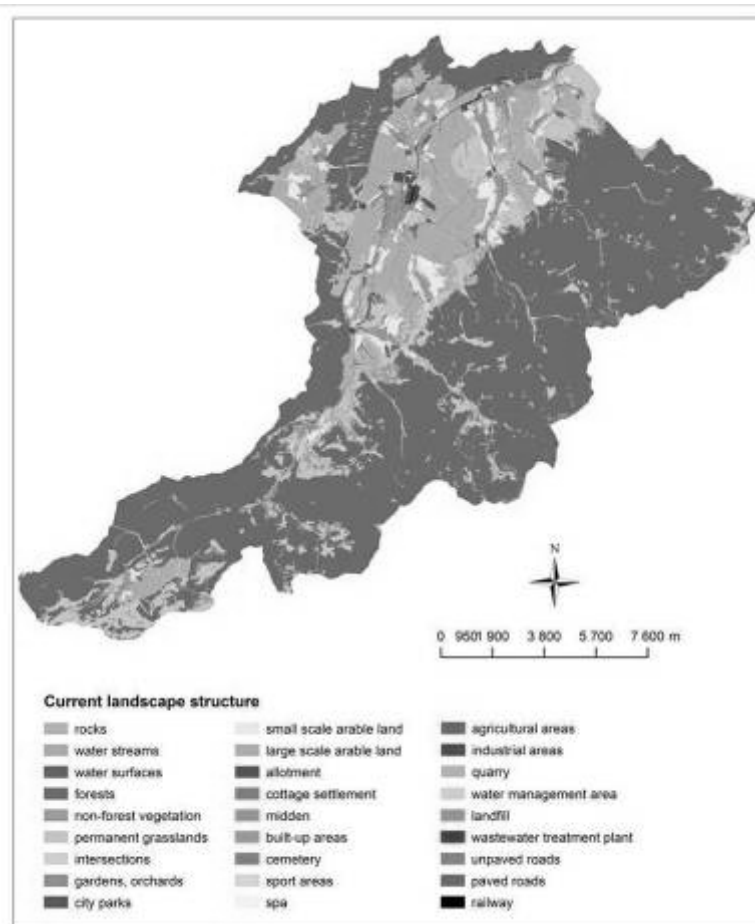 N
0 950 1 900 3 800 5 700 7 600 m
Current landscape structure
rocks
water streams
water surfaces
forests
non-forest vegetation
permanent grasslands
intersections
gardens, orchards
city parks
small scale arable land
large scale arable land
allotment
cottage settlement
midden
built-up areas
cemetery
sport areas
spa
agricultural areas
industrial areas
quarry
water management area
landfill
wastewater treatment plant
unpaved roads
paved roads
railway